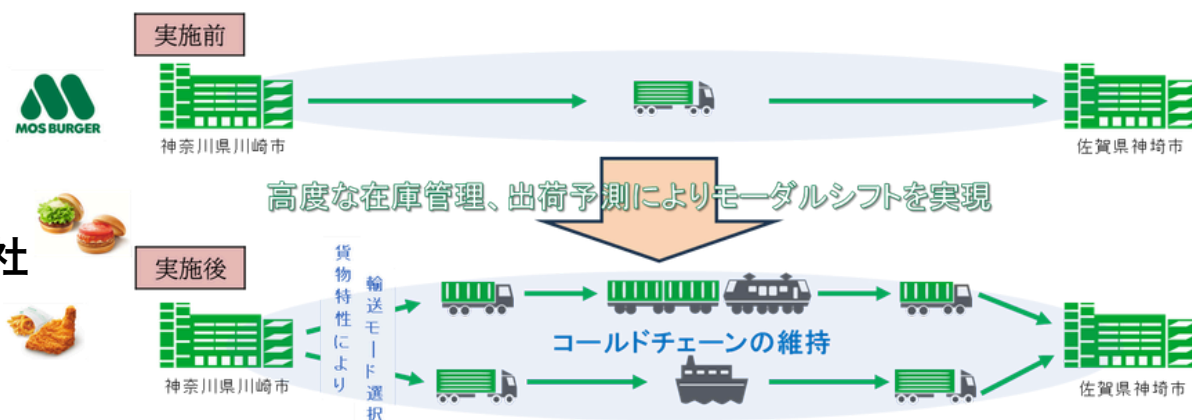 実施前
MOS BURGER
神奈川県川崎市
佐賀県神埼市
高度な在庫管理、出荷予測によりモーダルシフトを実現
社
実施後
貨物特性により
輸送モード選択
コールドチェーンの維持
神奈川県川崎市
佐賀県神埼市